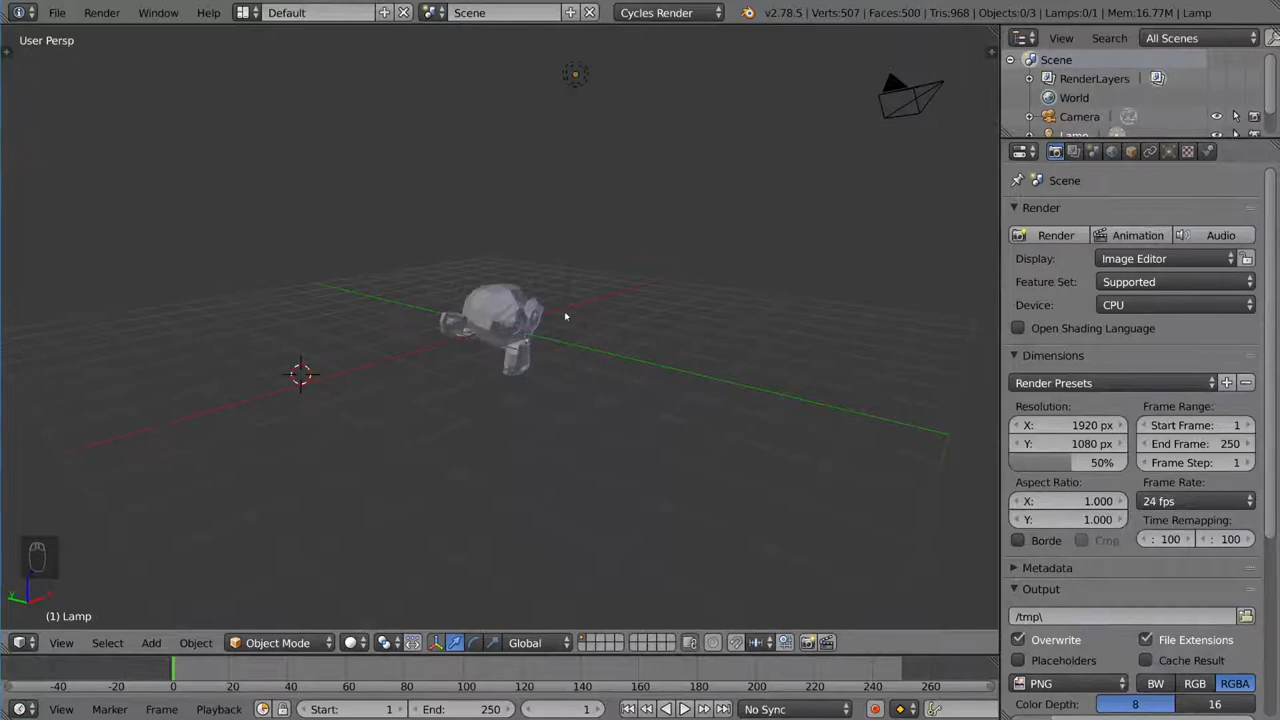 File Render Window Help Default Scene Cycles Render v2.78.5 | Verts:507 | Faces:500 | Tris:968 | Objects:0/3 | Lamps:0/1 | Mem:16.77M | Lamp
User Persp
View Search All Scenes
Scene
RenderLayers
World
Camera
Lamp
Scene
Render
Render Animation Audio
Display: Image Editor
Feature Set: Supported
Device: CPU
Open Shading Language
Dimensions
Render Presets
Resolution: Frame Range:
X: 1920 px Start Frame: 1
Y: 1080 px End Frame: 250
50% Frame Step: 1
Aspect Ratio: Frame Rate:
X: 1.000 24 fps
Y: 1.000 Time Remapping:
Borde Crop : 100 : 100
Metadata
Output
/tmp\
Overwrite File Extensions
Placeholders Cache Result
PNG BW RGB RGBA
Color Depth: 8 16
(1) Lamp
View Select Add Object Object Mode Global
-40 -20 0 20 40 60 80 100 120 140 160 180 200 220 240 260
View Marker Frame Playback Start: 1 End: 250 1 No Sync